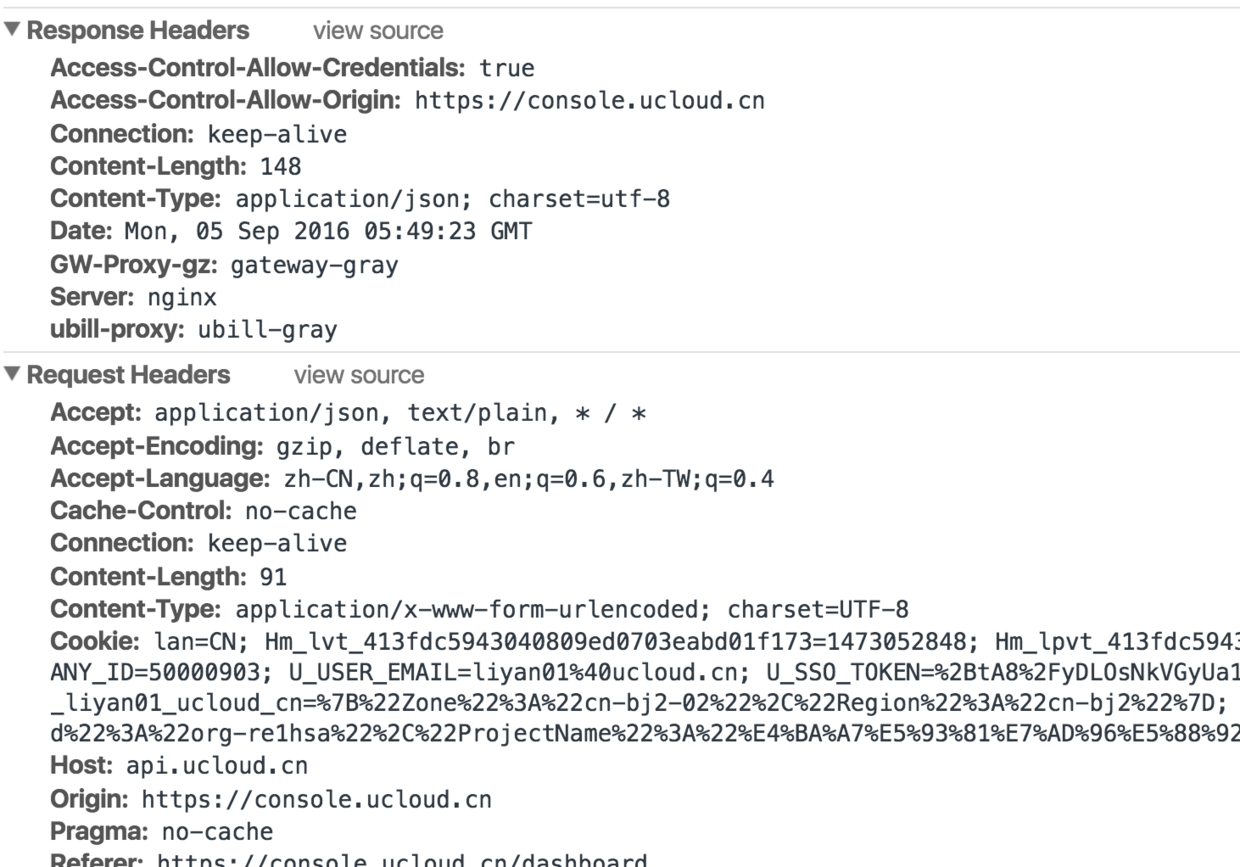 Response Headers view source
Access-Control-Allow-Credentials: true
Access-Control-Allow-Origin: https://console.ucloud.cn
Connection: keep-alive
Content-Length: 148
Content-Type: application/json; charset=utf-8
Date: Mon, 05 Sep 2016 05:49:23 GMT
GW-Proxy-gz: gateway-gray
Server: nginx
ubill-proxy: ubill-gray
Request Headers view source
Accept: application/json, text/plain, * / *
Accept-Encoding: gzip, deflate, br
Accept-Language: zh-CN,zh;q=0.8,en;q=0.6,zh-TW;q=0.4
Cache-Control: no-cache
Connection: keep-alive
Content-Length: 91
Content-Type: application/x-www-form-urlencoded; charset=UTF-8
Cookie: lan=CN; Hm_lvt_413fdc5943040809ed0703eabd01f173=1473052848; Hm_lpvt_413fdc5943
ANY_ID=50000903; U_USER_EMAIL=liyan01%40ucloud.cn; U_SSO_TOKEN=%2BtA8%2FyDLOsNkVGyUa1
_liyan01_ucloud_cn=%7B%22Zone%22%3A%22cn-bj2-02%22%2C%22Region%22%3A%22cn-bj2%22%7D;
d%22%3A%22org-re1hsa%22%2C%22ProjectName%22%3A%22%E4%BA%A7%E5%93%81%E7%AD%96%E5%88%92
Host: api.ucloud.cn
Origin: https://console.ucloud.cn
Pragma: no-cache
Referer: https://console.ucloud.cn/dashboard